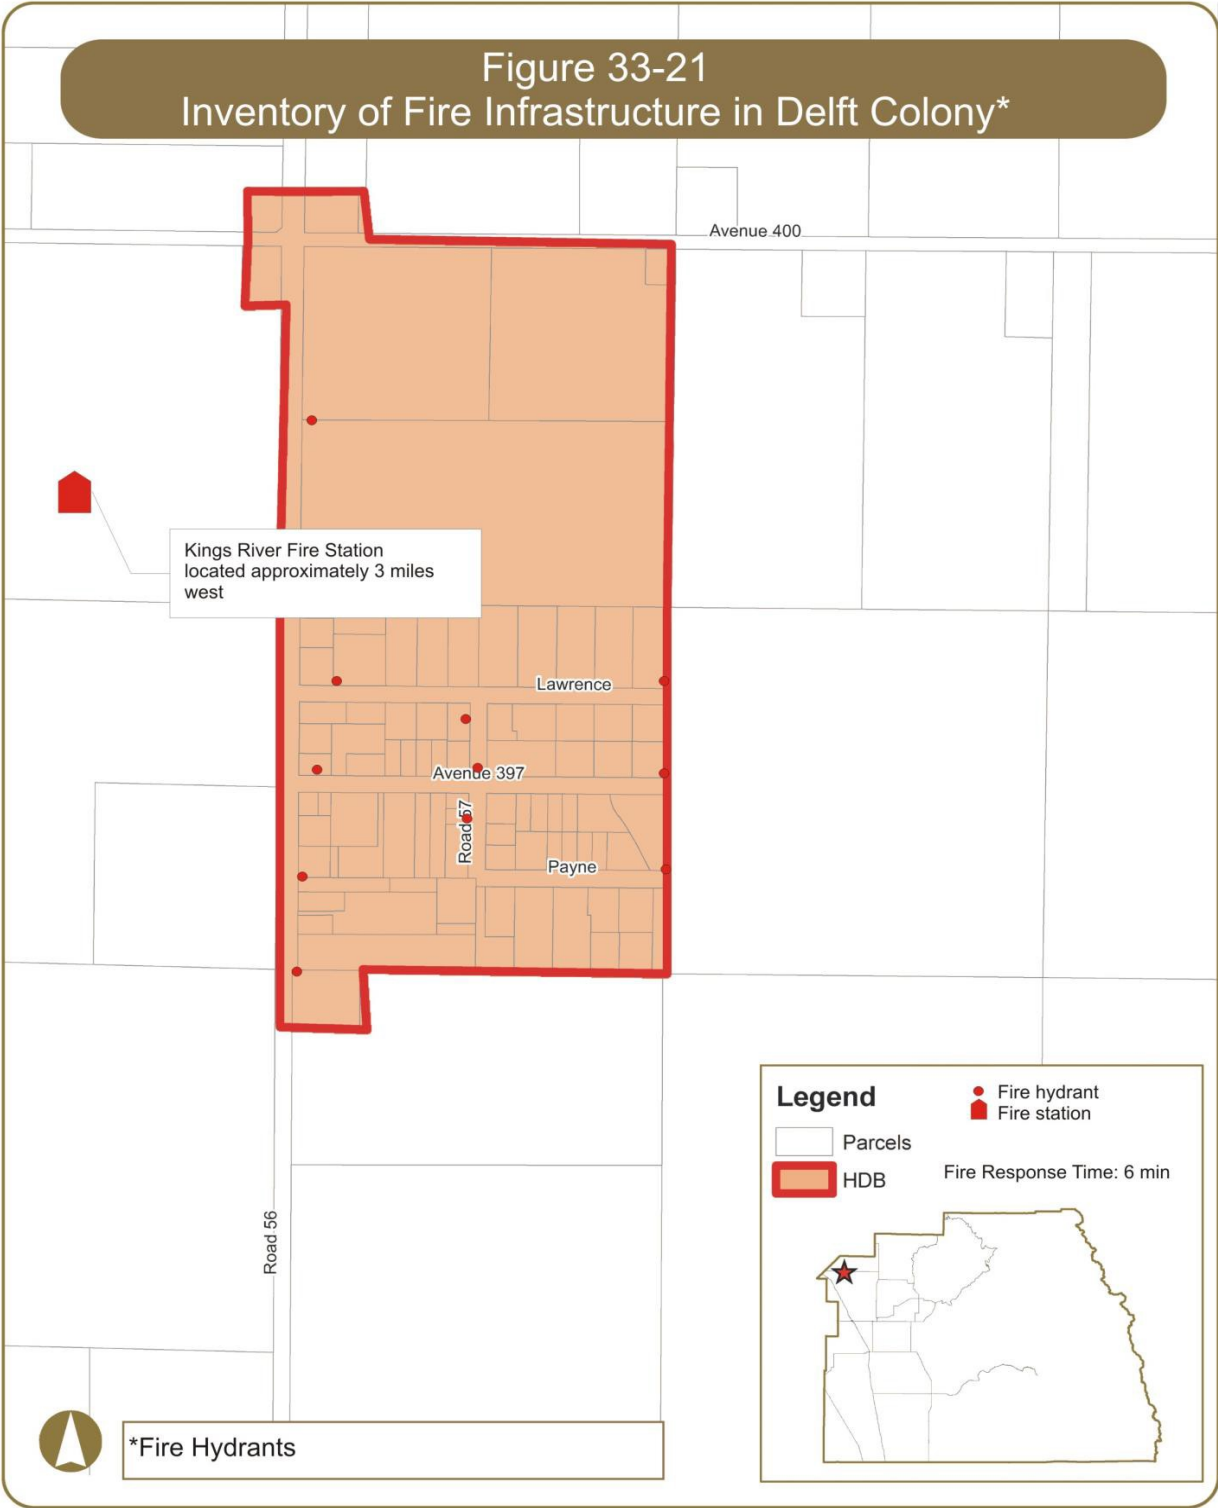 Figure 33-21
Inventory of Fire Infrastructure in Delft Colony*
Avenue 400
Kings River Fire Station
located approximately 3 miles
west
Lawrence
Avenue 397
Road 57
Payne
Road 56
Legend
Fire hydrant
Fire station
Parcels
HDB
Fire Response Time: 6 min
*Fire Hydrants